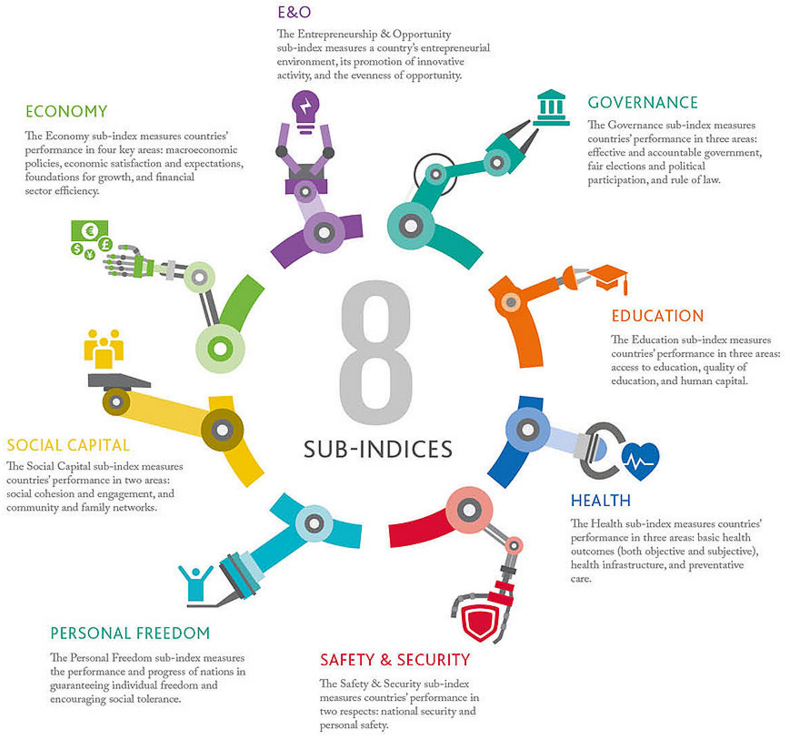 E&O
The Entrepreneurship & Opportunity
sub-index measures a country's entrepreneurial
environment, its promotion of innovative
activity, and the evenness of opportunity.
GOVERNANCE
The Governance sub-index measures
countries' performance in three areas:
effective and accountable government,
fair elections and political
participation, and rule of law.
ECONOMY
The Economy sub-index measures countries'
performance in four key areas: macroeconomic
policies, economic satisfaction and expectations,
foundations for growth, and financial
sector efficiency.
€
$ ¥ £
EDUCATION
The Education sub-index measures
countries' performance in three areas:
access to education, quality of
education, and human capital.
8
SUB-INDICES
SOCIAL CAPITAL
The Social Capital sub-index measures
countries' performance in two areas:
social cohesion and engagement, and
community and family networks.
HEALTH
The Health sub-index measures countries'
performance in three areas: basic health
outcomes (both objective and subjective),
health infrastructure, and preventative
care.
PERSONAL FREEDOM
The Personal Freedom sub-index measures
the performance and progress of nations in
guaranteeing individual freedom and
encouraging social tolerance.
SAFETY & SECURITY
The Safety & Security sub-index
measures countries' performance in
two respects: national security and
personal safety.